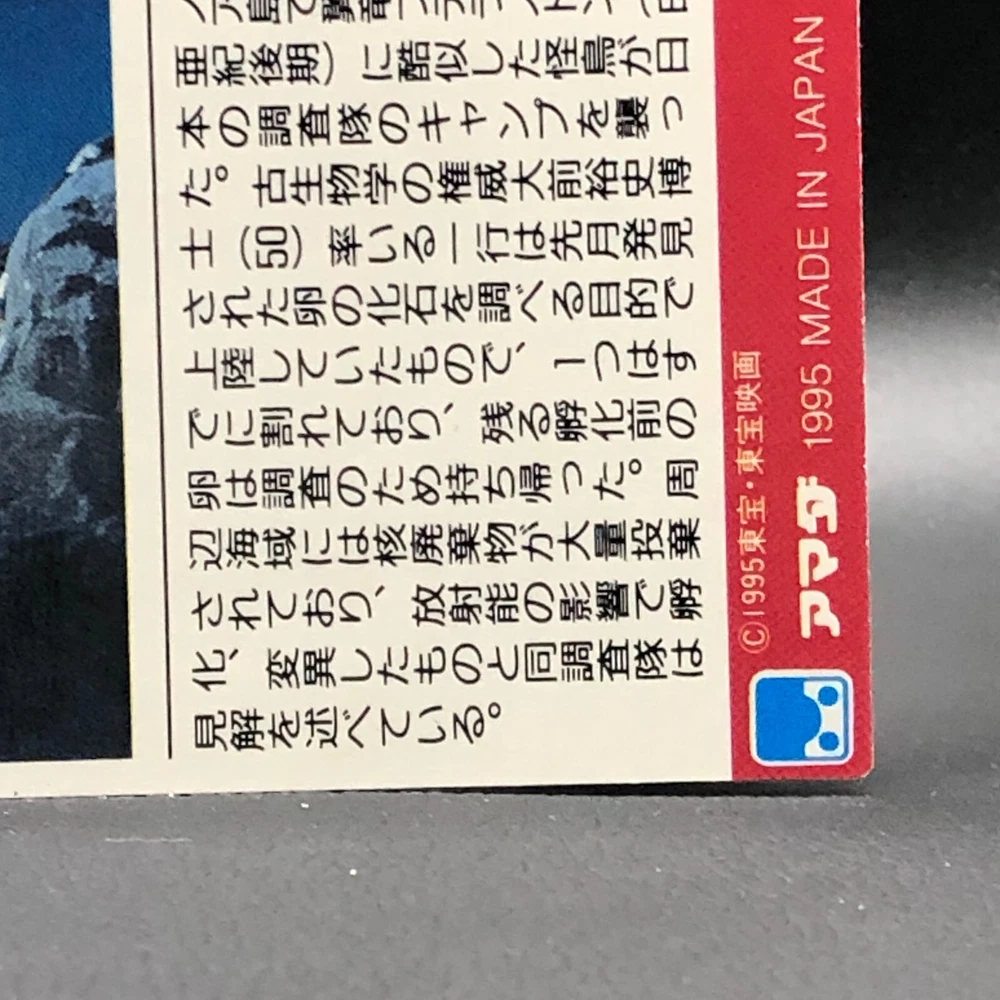 島で翼竜
亜紀後期）に酷似した怪鳥が日
本の調査隊のキャンプを襲っ
た。古生物学の権威大前裕史博
士（50）率いる一行は先月発見
された卵の化石を調べる目的で
上陸していたもので、1つはす
でに割れており、残る孵化前の
卵は調査のため持ち帰った。周
辺海域には核廃棄物が大量投棄
されており、放射能の影響で孵
化、変異したものと同調査隊は
見解を述べている。
©1995東宝・東宝映画
アマダ 1995 MADE IN JAPAN